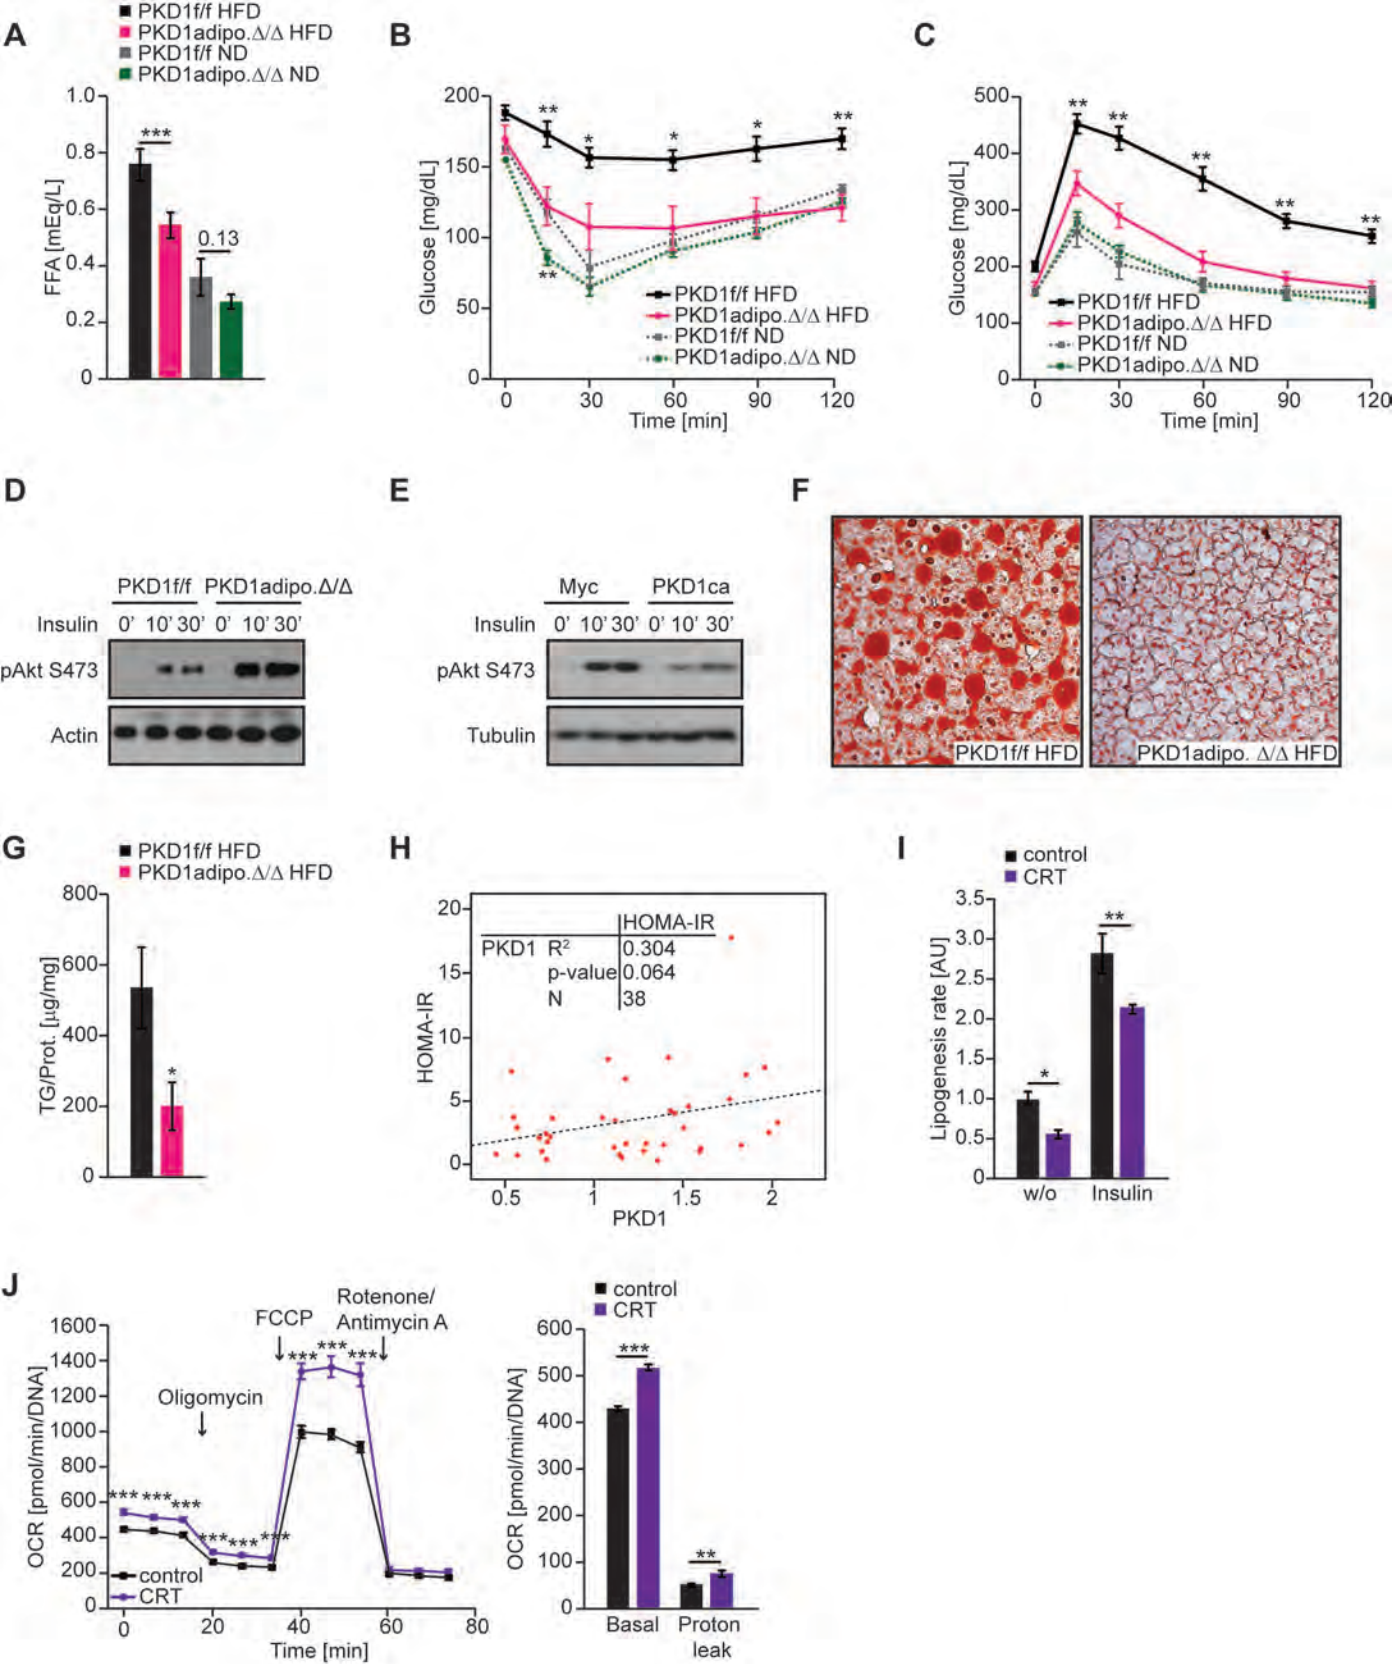 A
PKD1f/f HFD
PKD1adipo.Δ/Δ HFD
PKD1f/f ND
PKD1adipo.Δ/Δ ND
FFA [mEq/L]
1.0
0.8
0.6
0.4
0.2
0
***
0.13
B
Glucose [mg/dL]
200
150
100
50
0
**
*
*
*
**
**
PKD1f/f HFD
PKD1adipo.Δ/Δ HFD
PKD1f/f ND
PKD1adipo.Δ/Δ ND
0 30 60 90 120
Time [min]
C
Glucose [mg/dL]
500
400
300
200
100
0
**
**
**
**
**
PKD1f/f HFD
PKD1adipo.Δ/Δ HFD
PKD1f/f ND
PKD1adipo.Δ/Δ ND
0 30 60 90 120
Time [min]
D
PKD1f/f PKD1adipo.Δ/Δ
Insulin 0' 10' 30' 0' 10' 30'
pAkt S473
Actin
E
Myc PKD1ca
Insulin 0' 10' 30' 0' 10' 30'
pAkt S473
Tubulin
F
PKD1f/f HFD
PKD1adipo. Δ/Δ HFD
G
PKD1f/f HFD
PKD1adipo.Δ/Δ HFD
TG/Prot. [µg/mg]
800
600
400
200
0
*
H
HOMA-IR
20
15
10
5
0
HOMA-IR
PKD1 R² 0.304
p-value 0.064
N 38
0.5 1 1.5 2
PKD1
I
control
CRT
Lipogenesis rate [AU]
3.5
3.0
2.5
2.0
1.5
1.0
0.5
0
*
**
w/o Insulin
J
OCR [pmol/min/DNA]
1600
1400
1200
1000
800
600
400
200
0
Oligomycin
FCCP
Rotenone/
Antimycin A
*** *** ***
*** *** ***
*** *** ***
control
CRT
0 20 40 60 80
Time [min]
control
CRT
OCR [pmol/min/DNA]
600
500
400
300
200
100
0
***
**
Basal Proton
leak